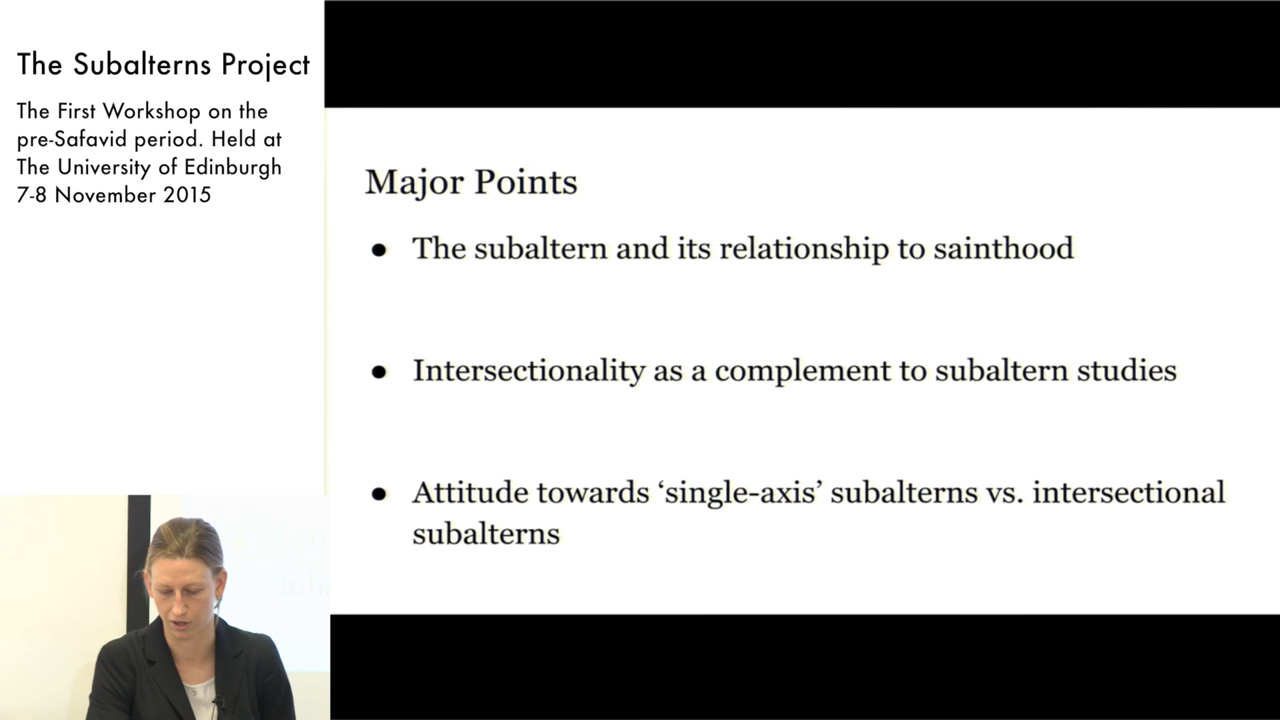 The Subalterns Project
The First Workshop on the
pre-Safavid period. Held at
The University of Edinburgh
7-8 November 2015
Major Points
● The subaltern and its relationship to sainthood
● Intersectionality as a complement to subaltern studies
● Attitude towards ‘single-axis’ subalterns vs. intersectional
subalterns